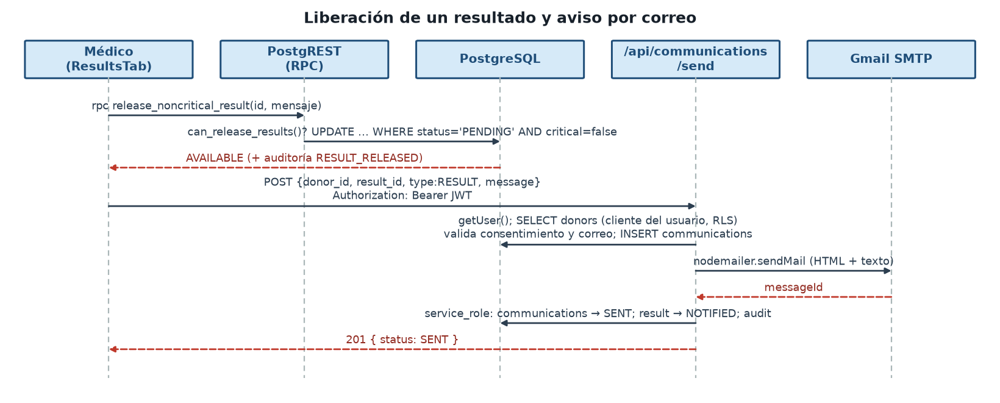 Liberación de un resultado y aviso por correo
Médico
(ResultsTab)
PostgREST
(RPC)
PostgreSQL
/api/communications
/send
Gmail SMTP
rpc release_noncritical_result(id, mensaje)
can_release_results()? UPDATE ... WHERE status='PENDING' AND critical=false
AVAILABLE (+ auditoría RESULT_RELEASED)
POST {donor_id, result_id, type:RESULT, message}
Authorization: Bearer JWT
getUser(); SELECT donors (cliente del usuario, RLS)
valida consentimiento y correo; INSERT communications
nodemailer.sendMail (HTML + texto)
messageId
service_role: communications → SENT; result → NOTIFIED; audit
201 { status: SENT }